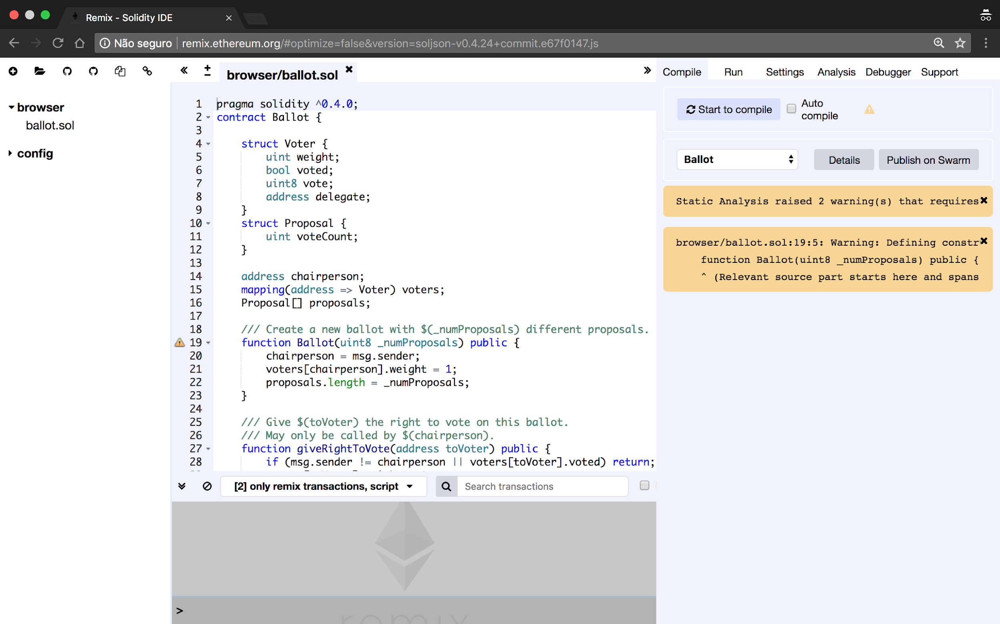 Remix - Solidity IDE
Não seguro | remix.ethereum.org/#optimize=false&version=soljson-v0.4.24+commit.e67f0147.js
browser
ballot.sol
config
browser/ballot.sol
1 pragma solidity ^0.4.0;
2 contract Ballot {
3
4 struct Voter {
5 uint weight;
6 bool voted;
7 uint8 vote;
8 address delegate;
9 }
10 struct Proposal {
11 uint voteCount;
12 }
13
14 address chairperson;
15 mapping(address => Voter) voters;
16 Proposal[] proposals;
17
18 /// Create a new ballot with $(_numProposals) different proposals.
19 function Ballot(uint8 _numProposals) public {
20 chairperson = msg.sender;
21 voters[chairperson].weight = 1;
22 proposals.length = _numProposals;
23 }
24
25 /// Give $(toVoter) the right to vote on this ballot.
26 /// May only be called by $(chairperson).
27 function giveRightToVote(address toVoter) public {
28 if (msg.sender != chairperson || voters[toVoter].voted) return;
[2] only remix transactions, script
Search transactions
>
remix
Compile Run Settings Analysis Debugger Support
Start to compile
Auto
compile
Ballot
Details
Publish on Swarm
Static Analysis raised 2 warning(s) that requires
browser/ballot.sol:19:5: Warning: Defining constr
function Ballot(uint8 _numProposals) public {
^ (Relevant source part starts here and spans